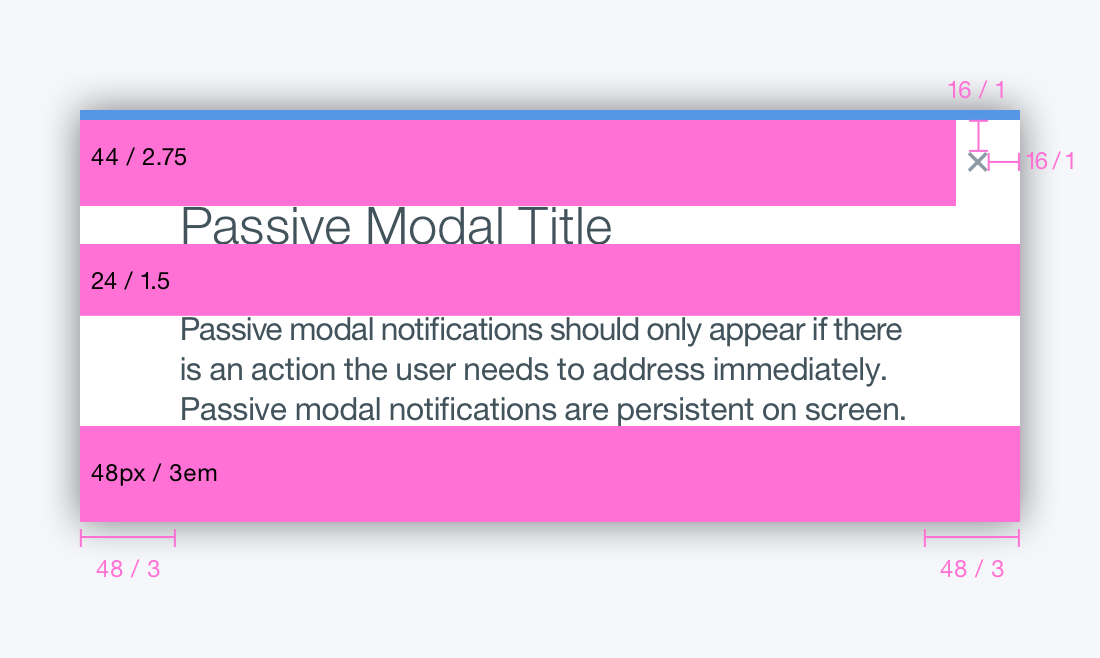 16 / 1
44 / 2.75
16 / 1
Passive Modal Title
24 / 1.5
Passive modal notifications should only appear if there
is an action the user needs to address immediately.
Passive modal notifications are persistent on screen.
48px / 3em
48 / 3
48 / 3